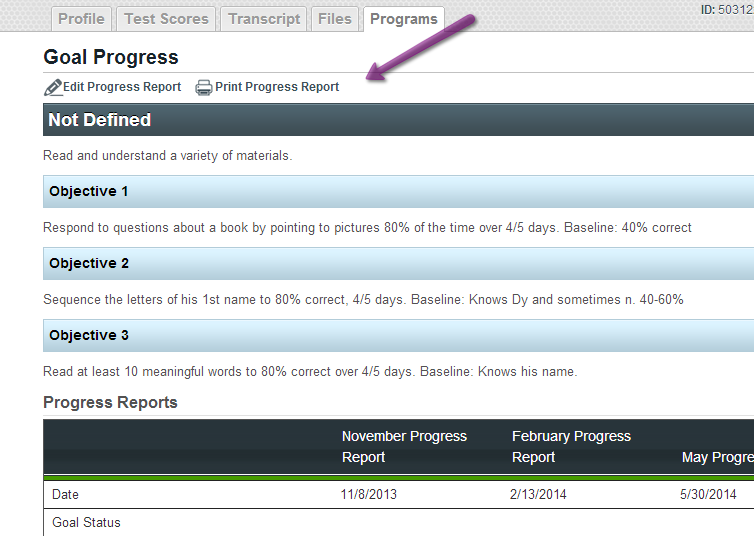 Profile Test Scores Transcript Files Programs ID: 50312
Goal Progress
Edit Progress Report Print Progress Report
Not Defined
Read and understand a variety of materials.
Objective 1
Respond to questions about a book by pointing to pictures 80% of the time over 4/5 days. Baseline: 40% correct
Objective 2
Sequence the letters of his 1st name to 80% correct, 4/5 days. Baseline: Knows Dy and sometimes n. 40-60%
Objective 3
Read at least 10 meaningful words to 80% correct over 4/5 days. Baseline: Knows his name.
Progress Reports
November Progress February Progress
Report Report May Progre
Date 11/8/2013 2/13/2014 5/30/2014
Goal Status